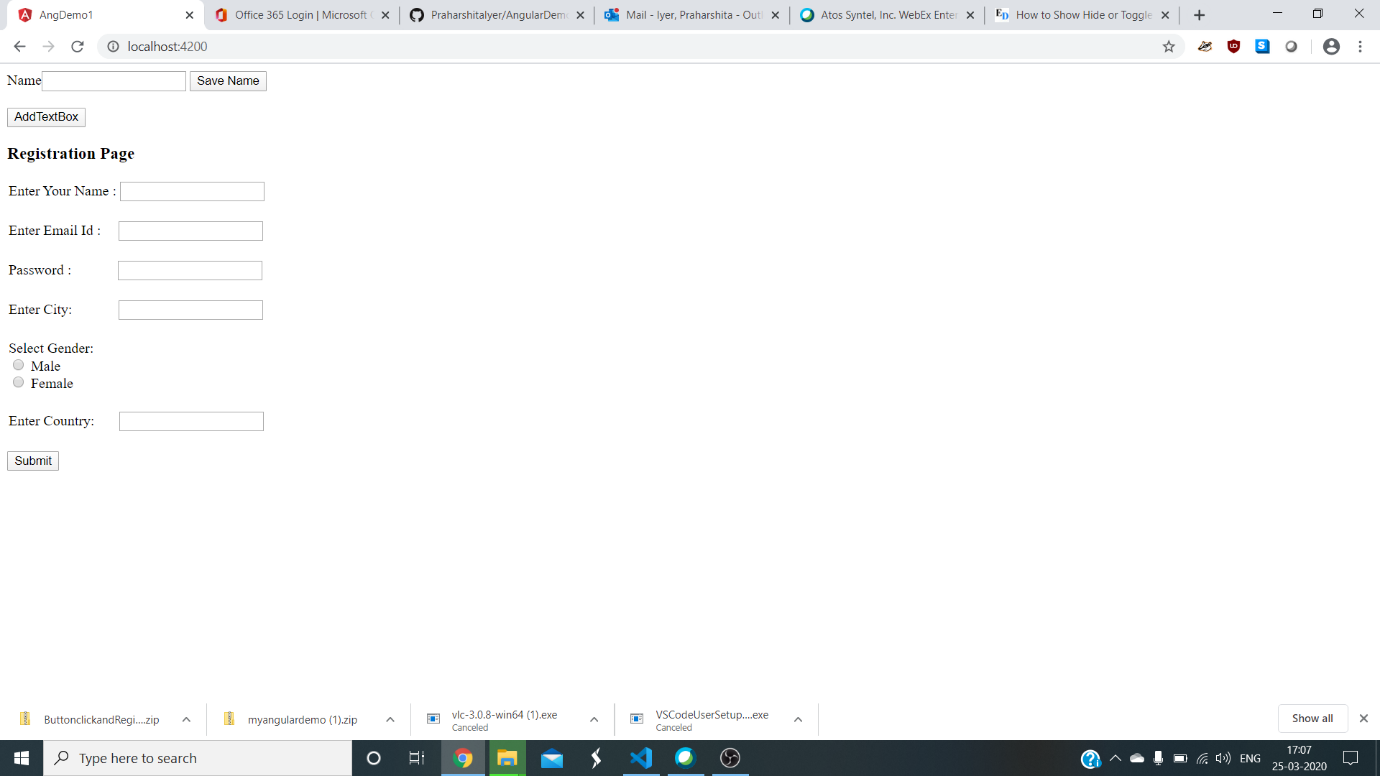 AngDemo1
Office 365 Login | Microsoft
PraharshitaIyer/AngularDem
Mail - Iyer, Praharshita - Out
Atos Syntel, Inc. WebEx Enter
How to Show Hide or Toggle
localhost:4200
Name Save Name
AddTextBox
Registration Page
Enter Your Name :
Enter Email Id :
Password :
Enter City:
Select Gender:
Male
Female
Enter Country:
Submit
ButtonclickandRegi....zip
myangulardemo (1).zip
vlc-3.0.8-win64 (1).exe
Canceled
VSCodeUserSetup....exe
Canceled
Show all
Type here to search
ENG
17:07
25-03-2020